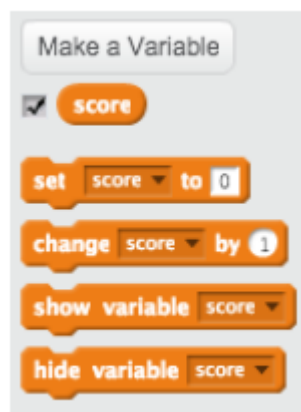 Make a Variable
score
set score to 0
change score by 1
show variable score
hide variable score